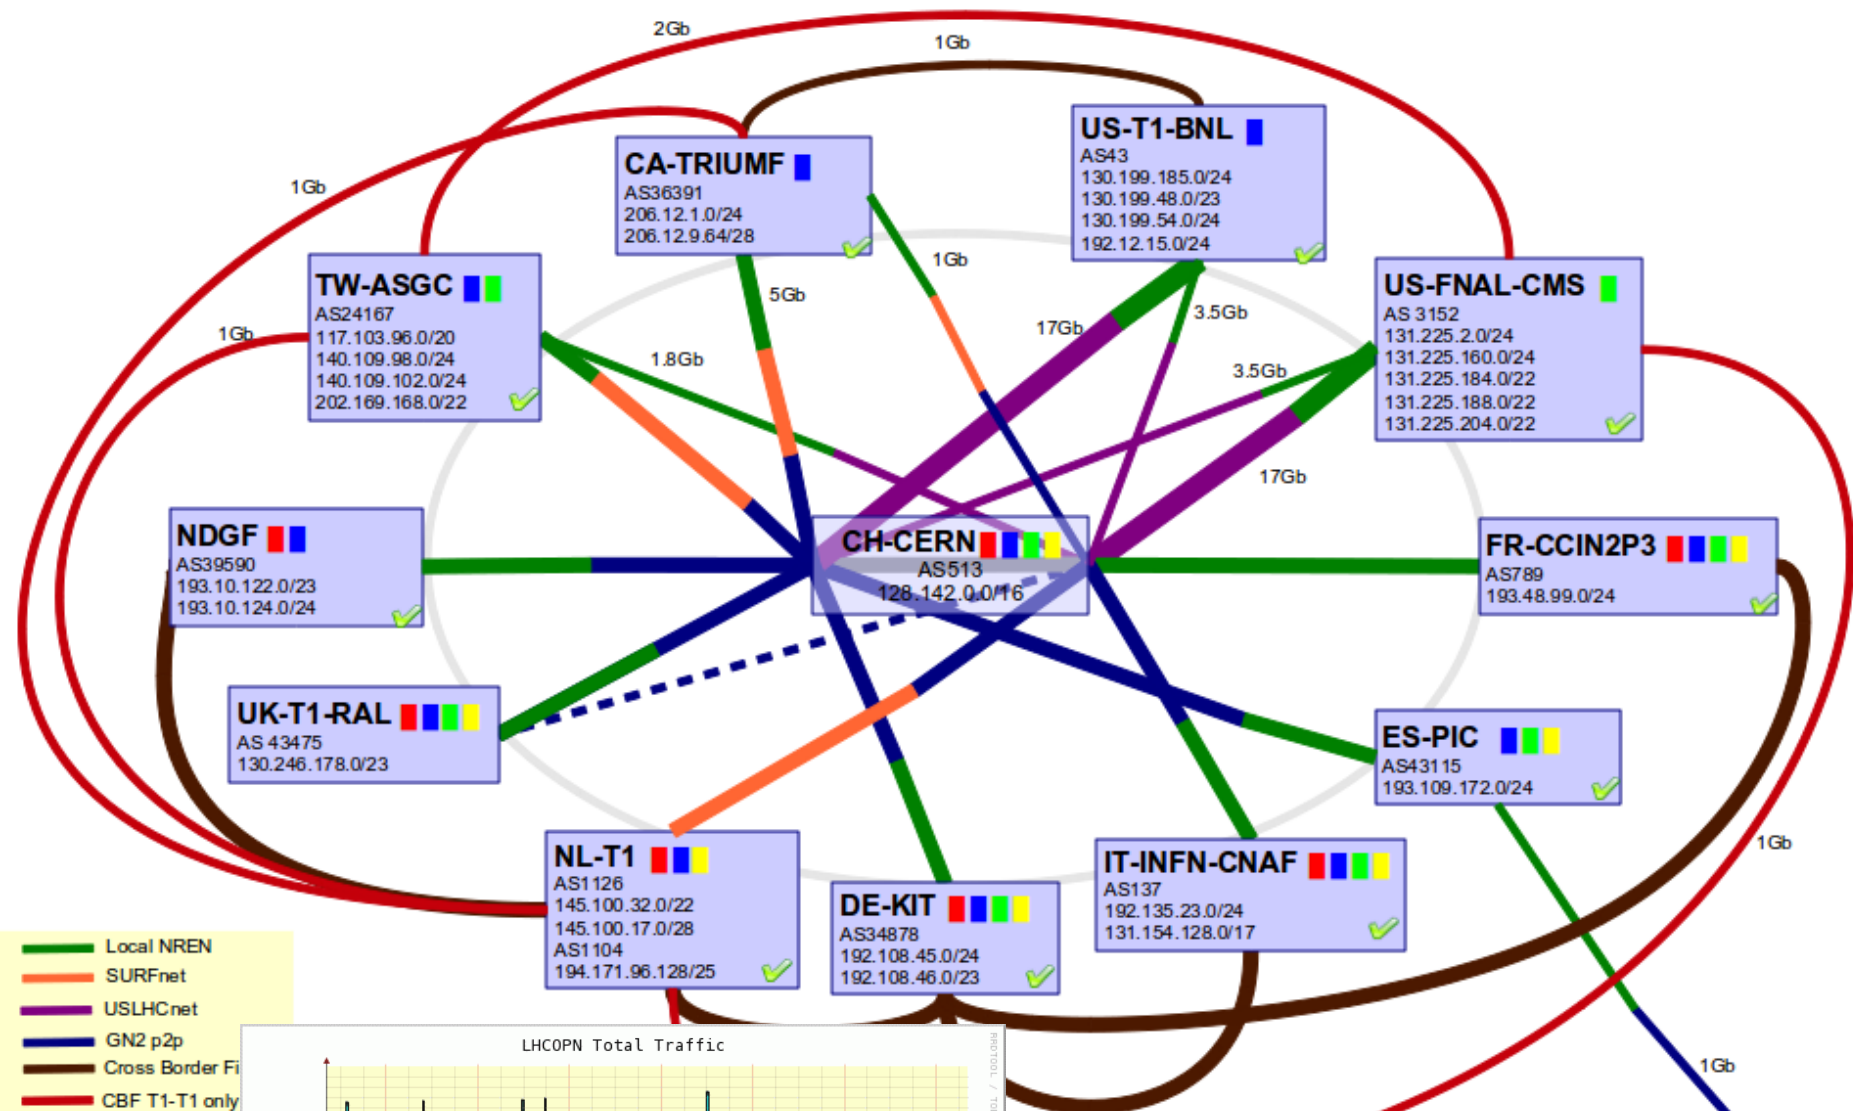 2Gb
1Gb
US-T1-BNL
AS43
130.199.185.0/24
130.199.48.0/23
130.199.54.0/24
192.12.15.0/24
CA-TRIUMF
AS36391
206.12.1.0/24
206.12.9.64/28
1Gb
1Gb
5Gb
TW-ASGC
AS24167
117.103.96.0/20
140.109.98.0/24
140.109.102.0/24
202.169.168.0/22
US-FNAL-CMS
AS 3152
131.225.2.0/24
131.225.160.0/24
131.225.184.0/22
131.225.188.0/22
131.225.204.0/22
1Gb
17Gb
3.5Gb
1.8Gb
3.5Gb
17Gb
NDGF
AS39590
193.10.122.0/23
193.10.124.0/24
CH-CERN
AS513
128.142.0.0/16
FR-CCIN2P3
AS789
193.48.99.0/24
UK-T1-RAL
AS 43475
130.246.178.0/23
ES-PIC
AS43115
193.109.172.0/24
NL-T1
AS1126
145.100.32.0/22
145.100.17.0/28
AS1104
194.171.96.128/25
DE-KIT
AS34878
192.108.45.0/24
192.108.46.0/23
IT-INFN-CNAF
AS137
192.135.23.0/24
131.154.128.0/17
1Gb
1Gb
Local NREN
SURFnet
USLHCnet
GN2 p2p
Cross Border Fi
CBF T1-T1 only
LHCOPN Total Traffic
RRDTOOL / TO